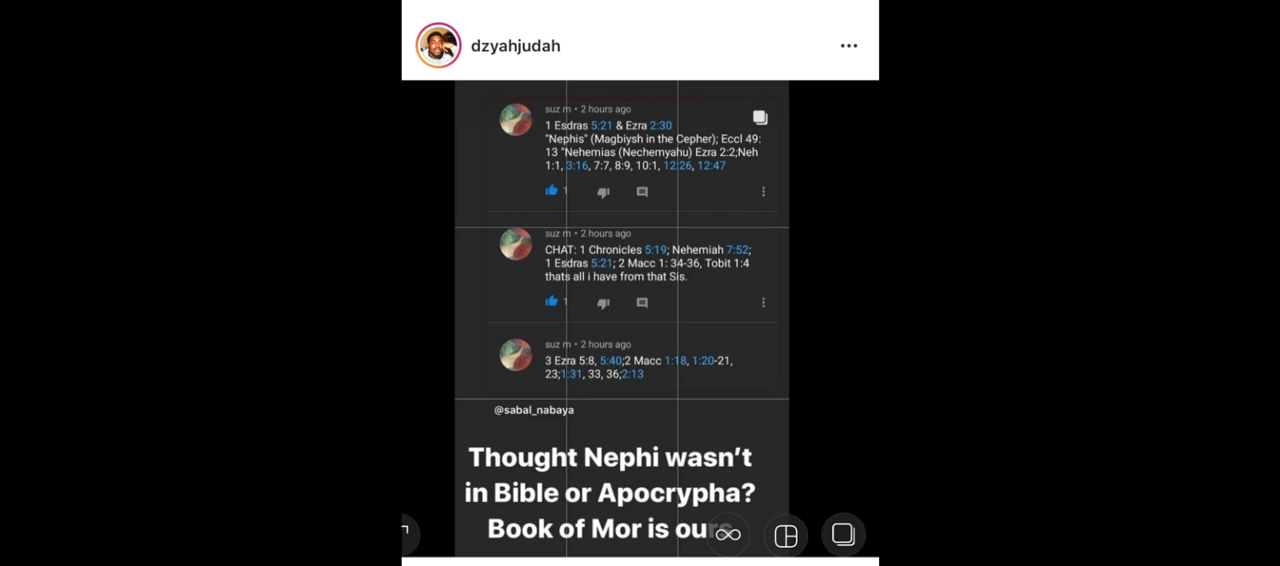 dzyahjudah
suz m • 2 hours ago
1 Esdras 5:21 & Ezra 2:30
"Nephis" (Magbiysh in the Cepher); Eccl 49:
13 "Nehemias (Nechemyahu) Ezra 2:2;Neh
1:1, 3:16, 7:7, 8:9, 10:1, 12:26, 12:47
1
suz m • 2 hours ago
CHAT: 1 Chronicles 5:19; Nehemiah 7:52;
1 Esdras 5:21; 2 Macc 1: 34-36, Tobit 1:4
thats all i have from that Sis.
1
suz m • 2 hours ago
3 Ezra 5:8, 5:40;2 Macc 1:18, 1:20-21,
23;1:31, 33, 36;2:13
@sabal_nabaya
Thought Nephi wasn't
in Bible or Apocrypha?
Book of Mor is ours